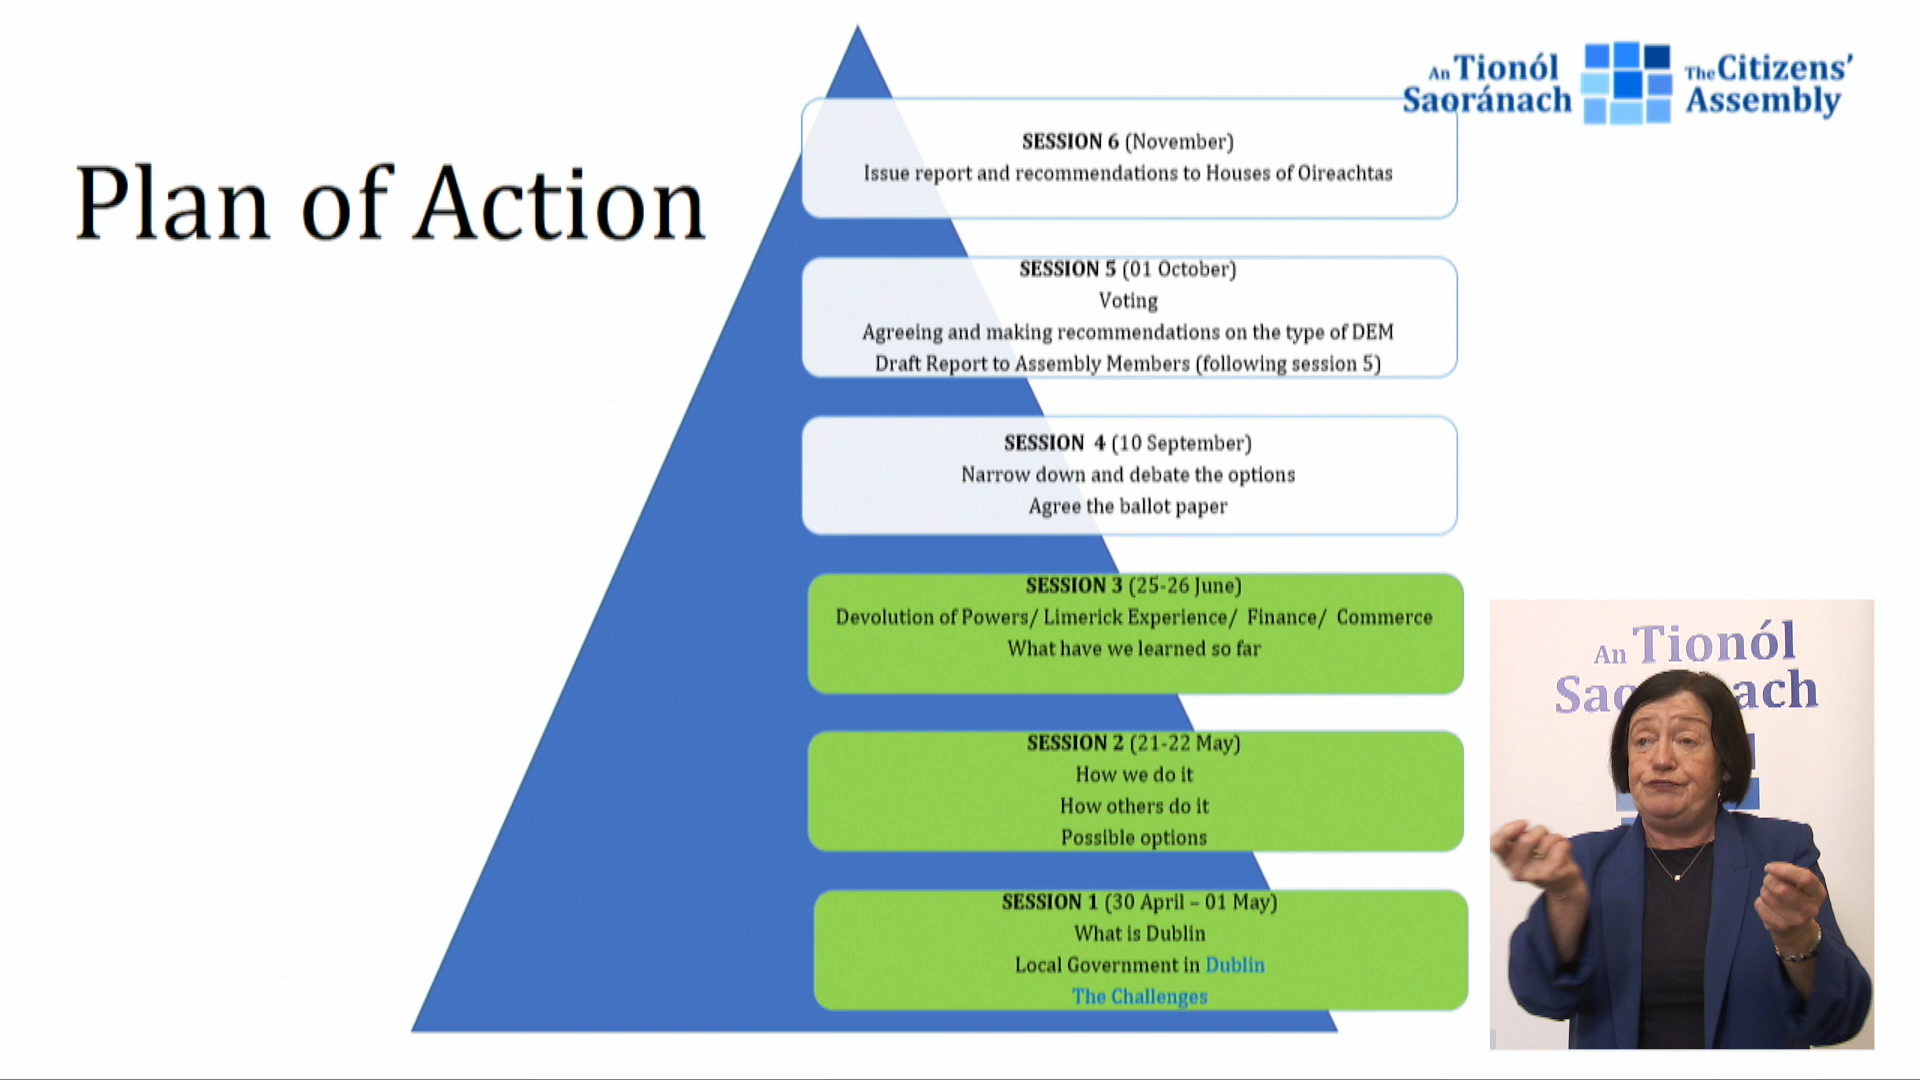 An Tionól
Saoránach
The Citizens'
Assembly
Plan of Action
SESSION 6 (November)
Issue report and recommendations to Houses of Oireachtas
SESSION 5 (01 October)
Voting
Agreeing and making recommendations on the type of DEM
Draft Report to Assembly Members (following session 5)
SESSION 4 (10 September)
Narrow down and debate the options
Agree the ballot paper
SESSION 3 (25-26 June)
Devolution of Powers/ Limerick Experience/ Finance/ Commerce
What have we learned so far
SESSION 2 (21-22 May)
How we do it
How others do it
Possible options
SESSION 1 (30 April – 01 May)
What is Dublin
Local Government in Dublin
The Challenges
An Tionól